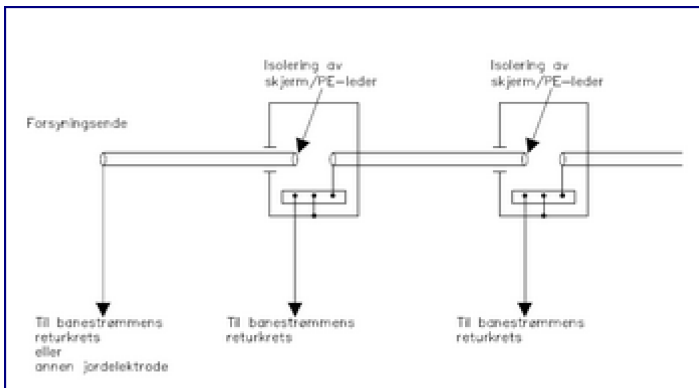 Isolering av
skjerm/PE-leder
Isolering av
skjerm/PE-leder
Forsyningsende
Til banestrømmens
returkrets
eller
annen jordelektrode
Til banestrømmens
returkrets
Til banestrømmens
returkrets